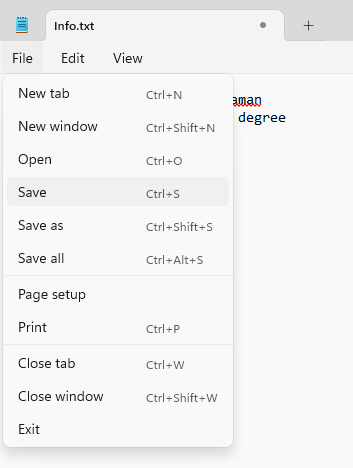 Info.txt
File Edit View
New tab Ctrl+N
New window Ctrl+Shift+N
Open Ctrl+O
Save Ctrl+S
Save as Ctrl+Shift+S
Save all Ctrl+Alt+S
Page setup
Print Ctrl+P
Close tab Ctrl+W
Close window Ctrl+Shift+W
Exit
degree